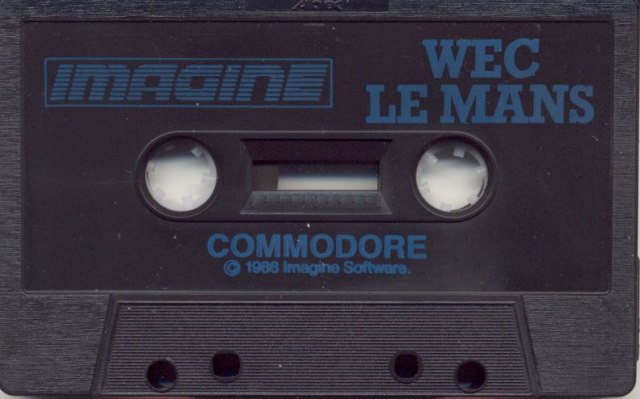 IMAGINE
WEC
LE MANS
COMMODORE
© 1988 Imagine Software.